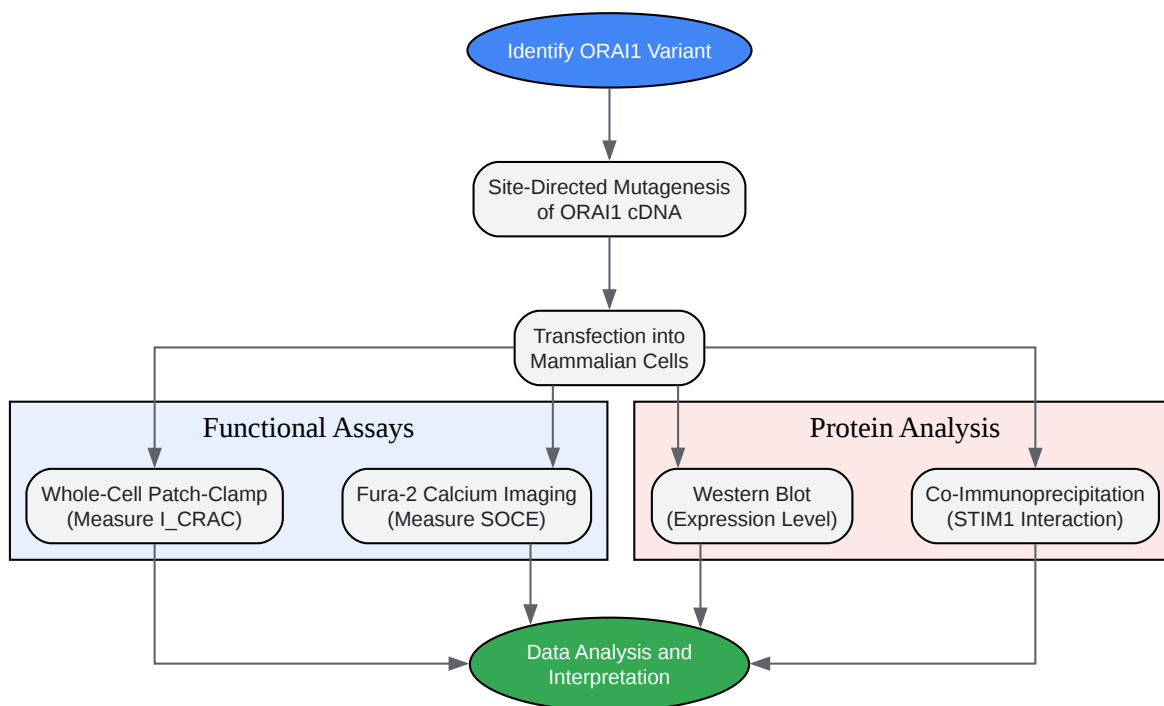 Identify ORAI1 Variant
Site-Directed Mutagenesis
of ORAI1 cDNA
Transfection into
Mammalian Cells
Functional Assays
Protein Analysis
Whole-Cell Patch-Clamp
(Measure I_CRAC)
Fura-2 Calcium Imaging
(Measure SOCE)
Western Blot
(Expression Level)
Co-Immunoprecipitation
(STIM1 Interaction)
Data Analysis and
Interpretation